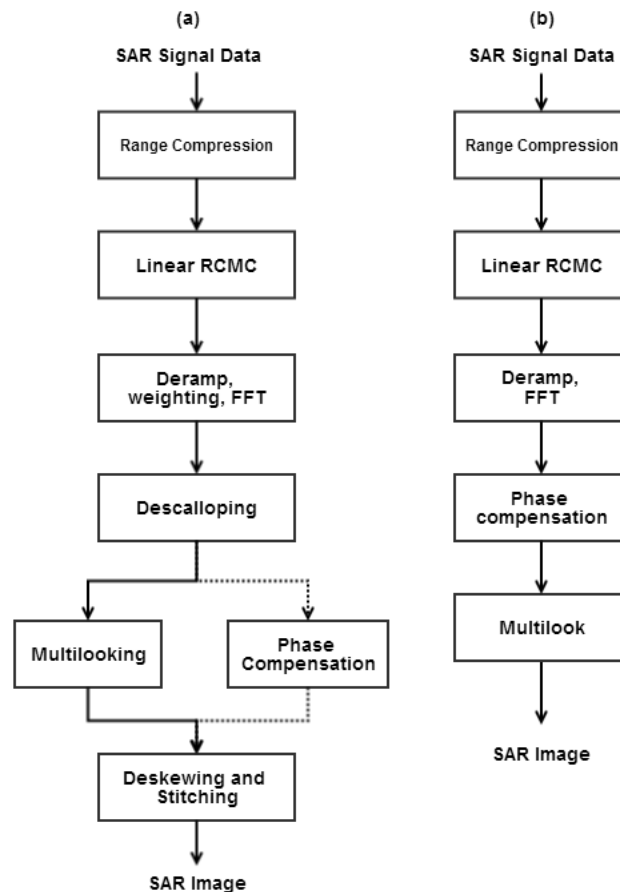 (a)
SAR Signal Data
Range Compression
Linear RCMC
Deramp,
weighting, FFT
Descalloping
Multilooking
Phase
Compensation
Deskewing and
Stitching
SAR Image
(b)
SAR Signal Data
Range Compression
Linear RCMC
Deramp,
FFT
Phase
compensation
Multilook
SAR Image